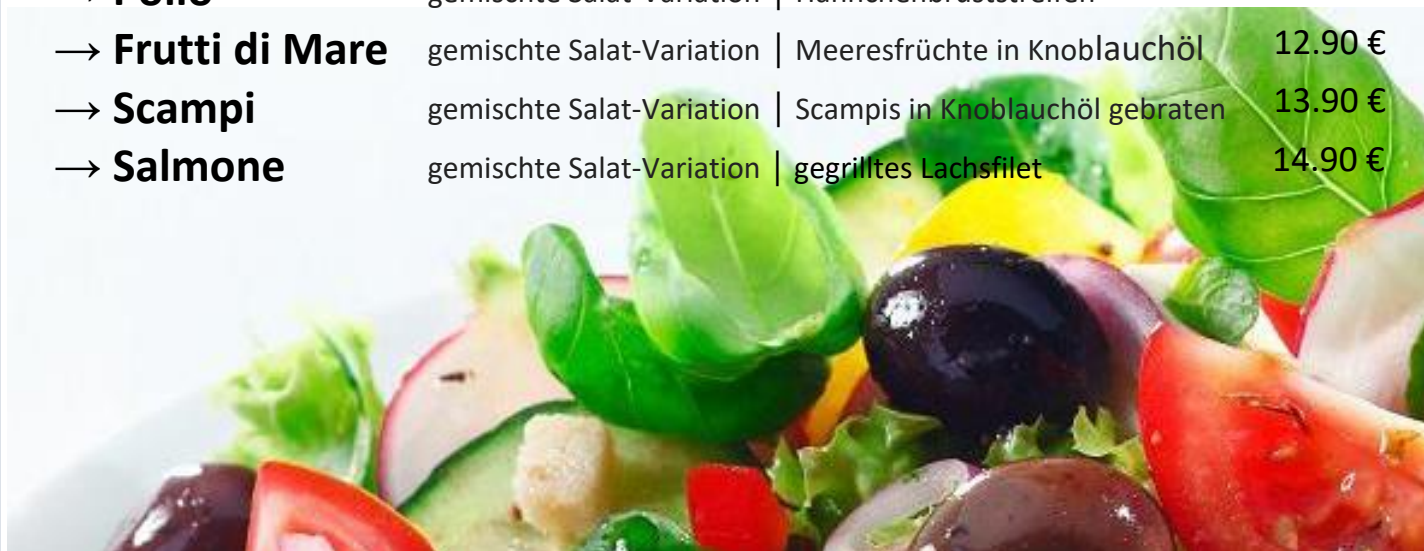 → Frutti di Mare gemischte Salat-Variation | Meeresfrüchte in Knoblauchöl 12.90 €
→ Scampi gemischte Salat-Variation | Scampis in Knoblauchöl gebraten 13.90 €
→ Salmone gemischte Salat-Variation | gegrilltes Lachsfilet 14.90 €